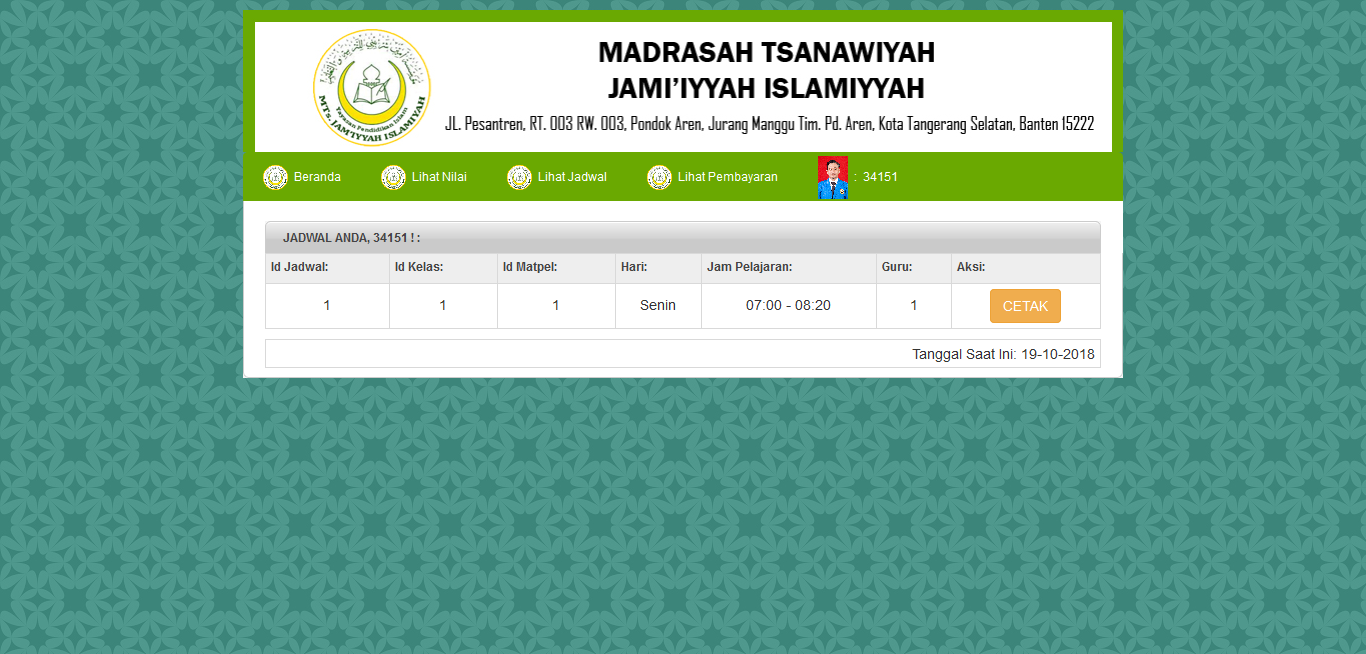 MADRASAH TSANAWIYAH
JAMI'IYYAH ISLAMIYYAH
JL. Pesantren, RT. 003 RW. 003, Pondok Aren, Jurang Manggu Tim. Pd. Aren, Kota Tangerang Selatan, Banten 15222
Yayasan Pendidikan Islam
MTs. JAM'IYYAH ISLAMIYAH
Beranda Lihat Nilai Lihat Jadwal Lihat Pembayaran : 34151
JADWAL ANDA, 34151 ! :
Id Jadwal: Id Kelas: Id Matpel: Hari: Jam Pelajaran: Guru: Aksi:
1 1 1 Senin 07:00 - 08:20 1 CETAK
Tanggal Saat Ini: 19-10-2018